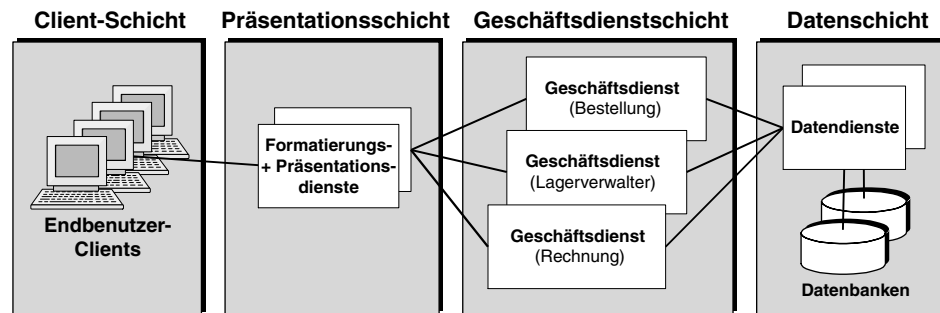 Client-Schicht
Präsentationsschicht
Geschäftsdienstschicht
Datenschicht
Endbenutzer-
Clients
Formatierungs-
+ Präsentations-
dienste
Geschäftsdienst
(Bestellung)
Geschäftsdienst
(Lagerverwalter)
Geschäftsdienst
(Rechnung)
Datendienste
Datenbanken